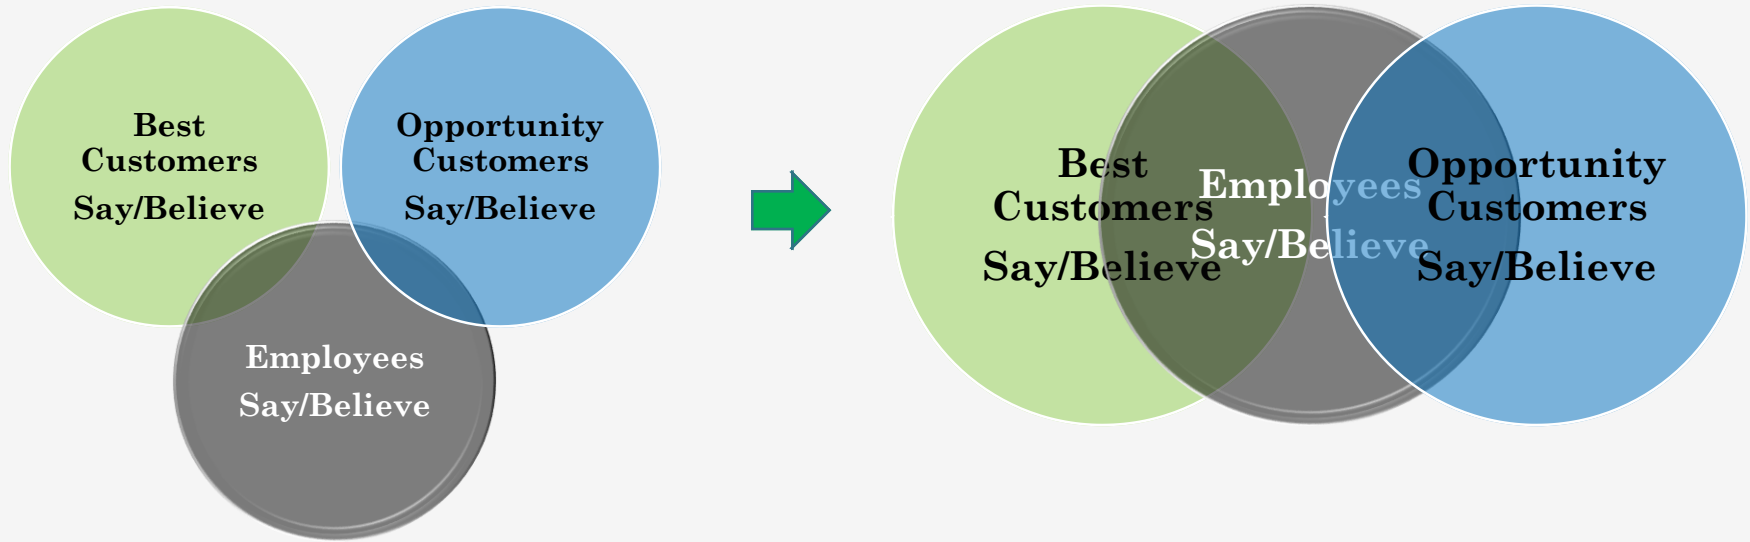 Best
Customers
Say/Believe
Opportunity
Customers
Say/Believe
Employees
Say/Believe
Best
Customers
Say/Believe
Employees
Say/Believe
Opportunity
Customers
Say/Believe